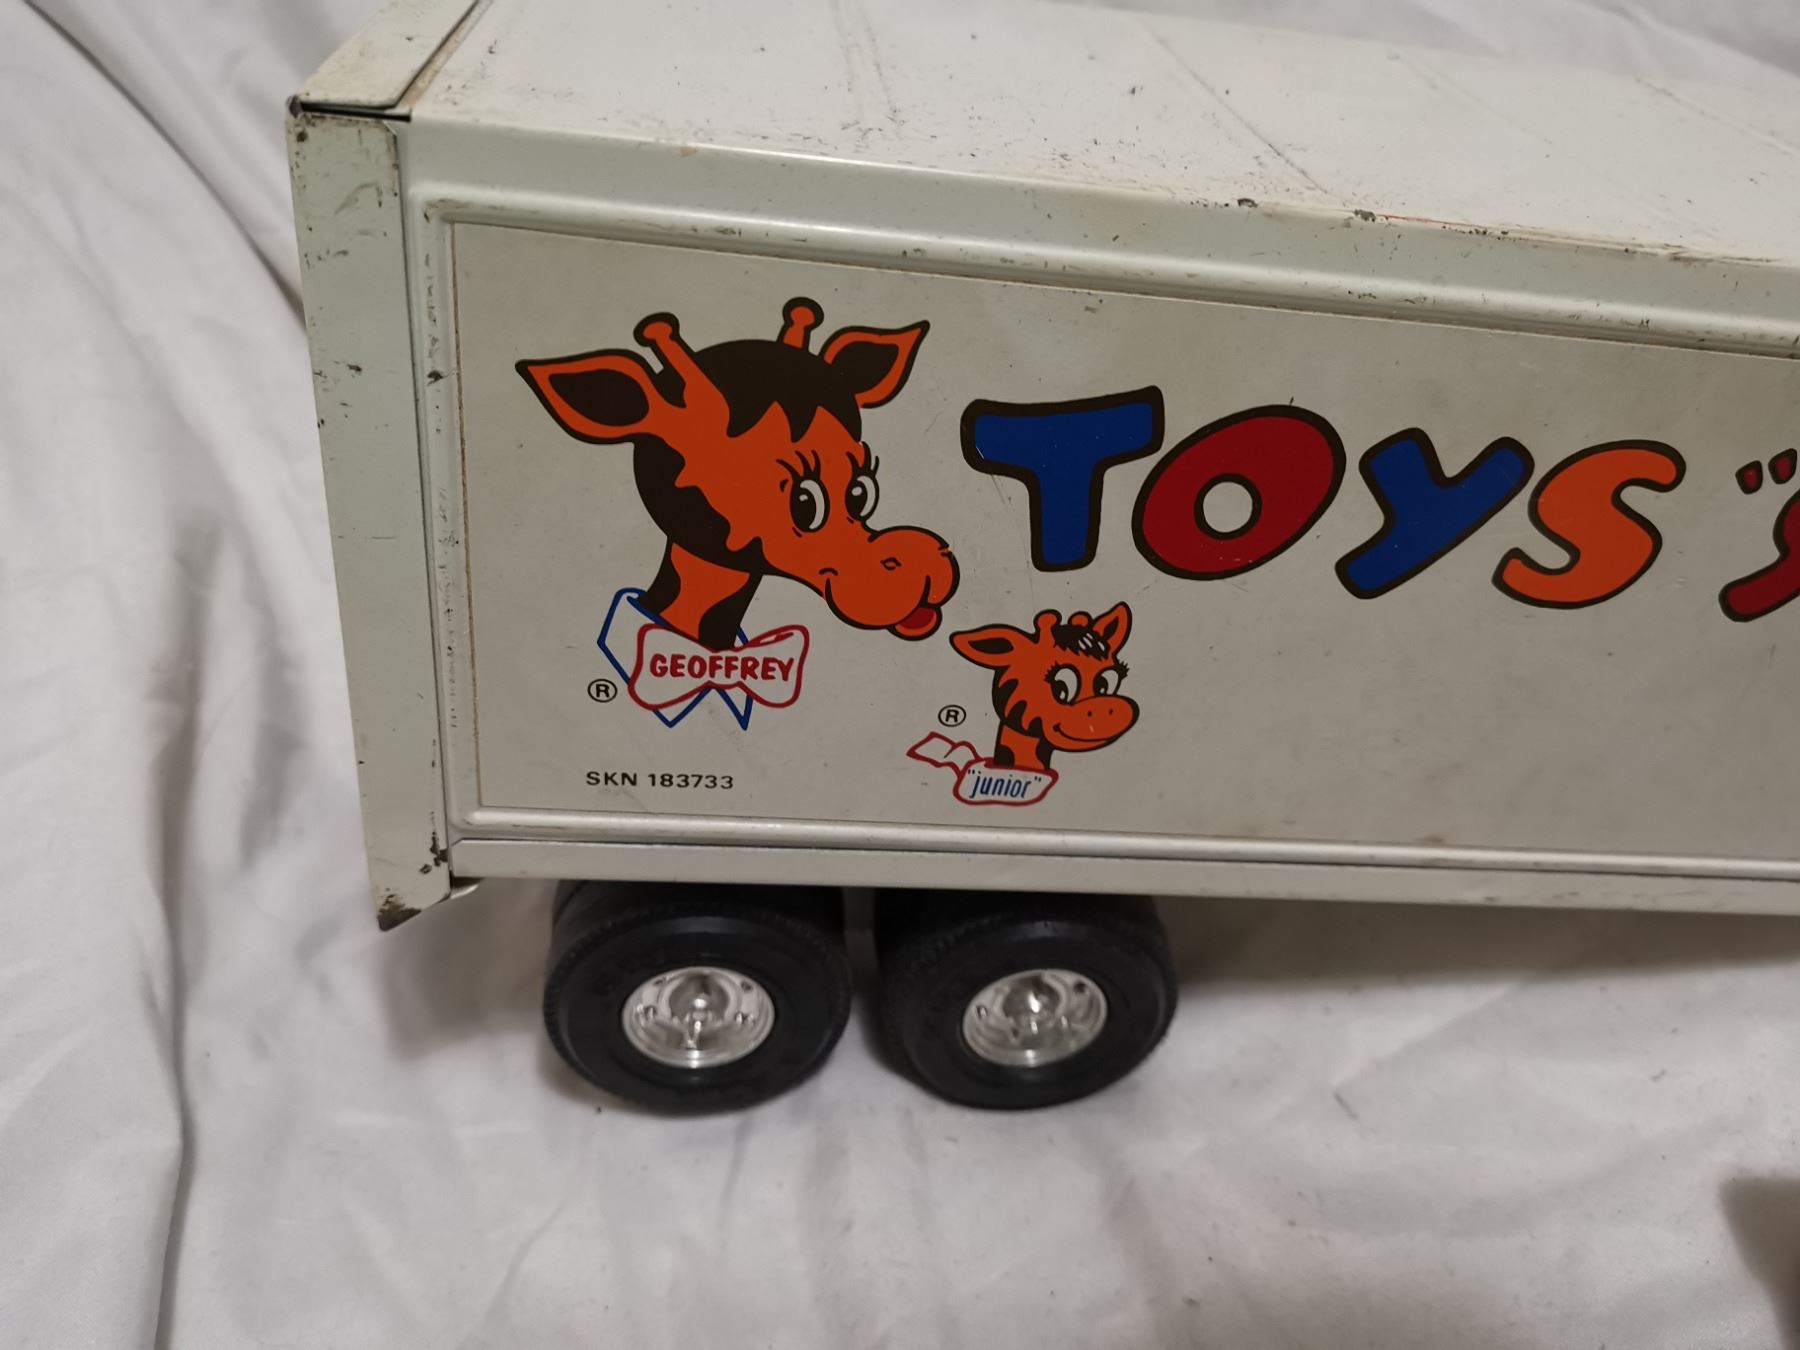 TOYS "
GEOFFREY
®
®
"junior"
SKN 183733